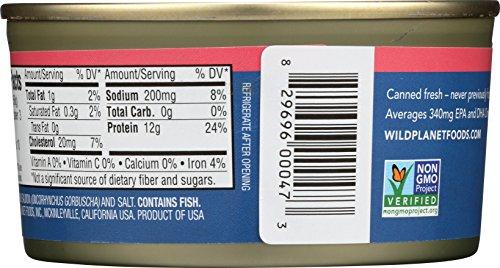 Amount/Serving % DV*
Total Fat 1g 2%
Saturated Fat 0.3g 2%
Trans Fat 0g
Cholesterol 20mg 7%
Amount/Serving % DV*
Sodium 200mg 8%
Total Carb. 0g 0%
Protein 12g 24%
Vitamin A 0% • Vitamin C 0% • Calcium 0% • Iron 4%
*Not a significant source of dietary fiber and sugars.
(ONCORHYNCHUS GORBUSCHA) AND SALT. CONTAINS FISH.
FOODS, INC., MCKINLEYVILLE, CALIFORNIA USA. PRODUCT OF USA
REFRIGERATE AFTER OPENING
8 29696 00047 3
Canned fresh – never previously
Averages 340mg EPA and DHA
WILDPLANETFOODS.COM
NON
GMO
Project
VERIFIED
nongmoproject.org